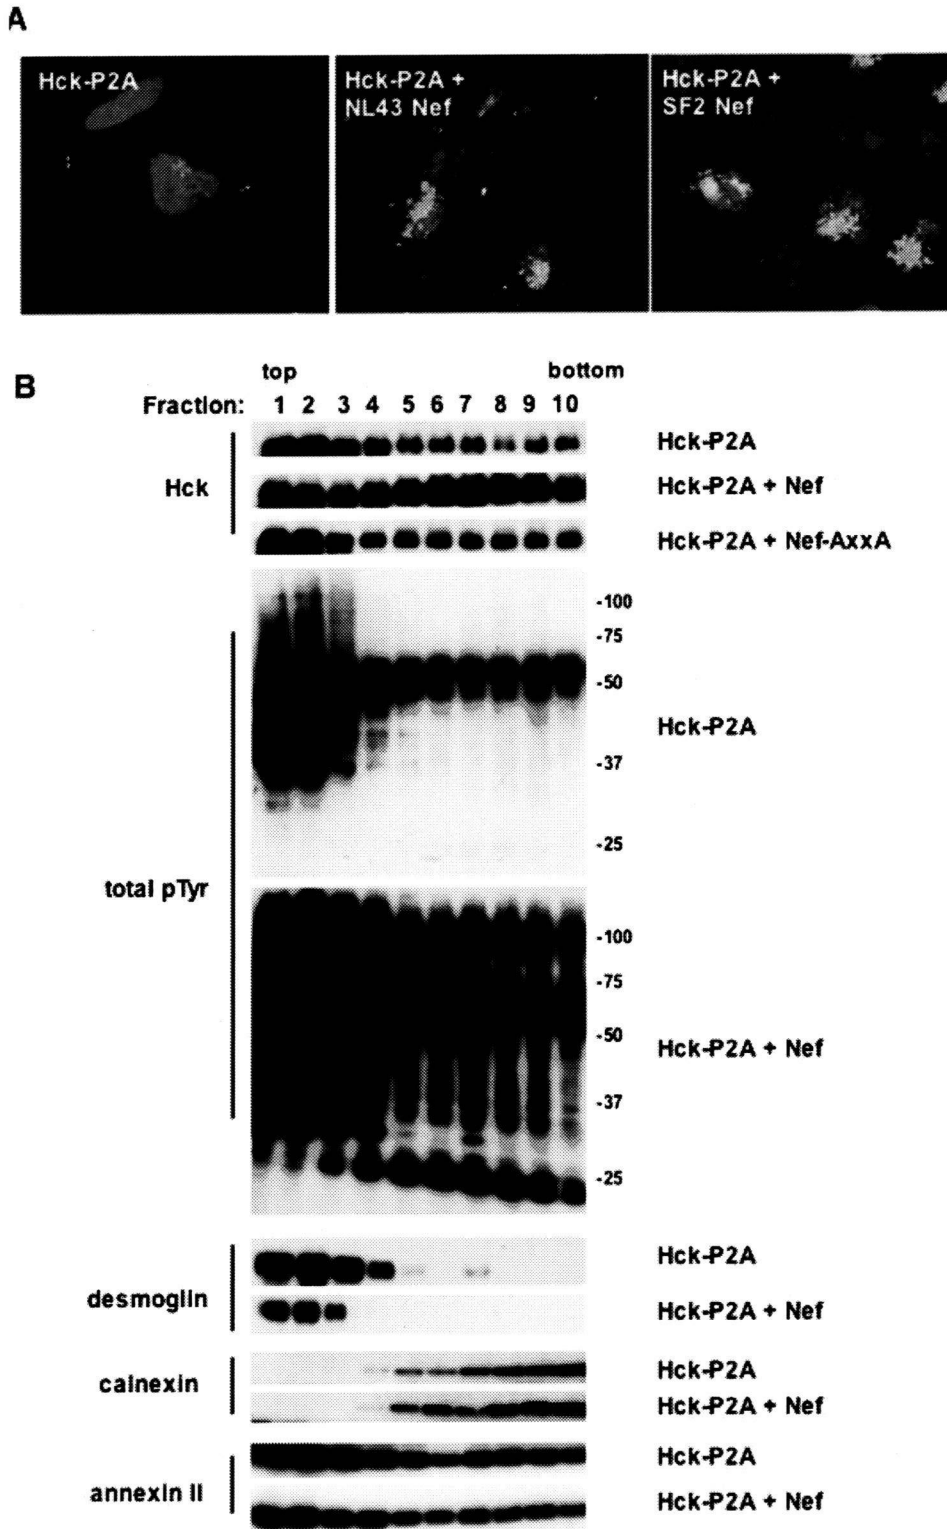 A
Hck-P2A
Hck-P2A +
NL43 Nef
Hck-P2A +
SF2 Nef
B
top bottom
Fraction: 1 2 3 4 5 6 7 8 9 10
Hck
Hck-P2A
Hck-P2A + Nef
Hck-P2A + Nef-AxxA
total pTyr
-100
-75
-50
-37
-25
Hck-P2A
-100
-75
-50
-37
-25
Hck-P2A + Nef
desmoglin
Hck-P2A
Hck-P2A + Nef
calnexin
Hck-P2A
Hck-P2A + Nef
annexin II
Hck-P2A
Hck-P2A + Nef